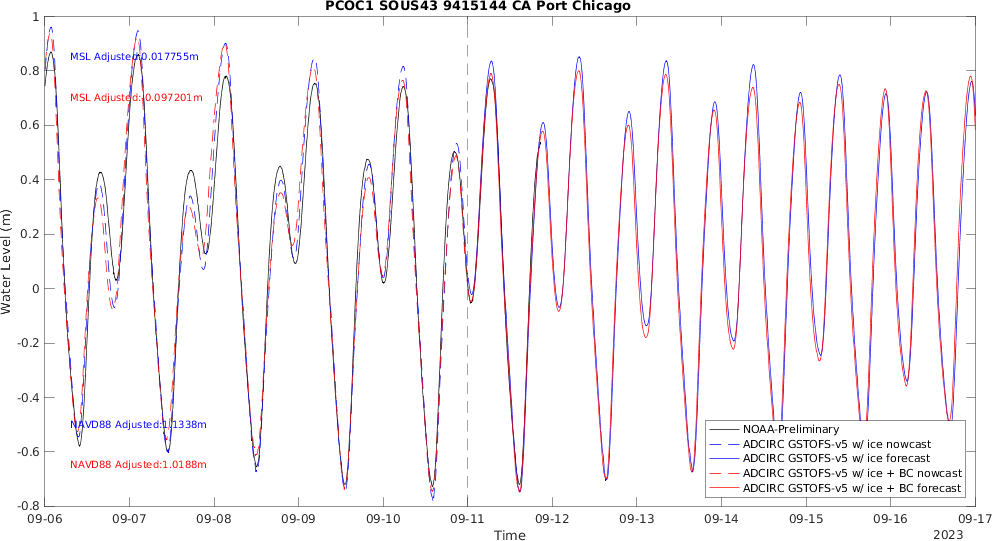 PCOC1 SOUS43 9415144 CA Port Chicago
Water Level (m)
1
0.8
0.6
0.4
0.2
0
-0.2
-0.4
-0.6
-0.8
MSL Adjusted:0.017755m
MSL Adjusted:-0.097201m
NAVD88 Adjusted:1.1338m
NAVD88 Adjusted:1.0188m
NOAA-Preliminary
ADCIRC GSTOFS-v5 w/ ice nowcast
ADCIRC GSTOFS-v5 w/ ice forecast
ADCIRC GSTOFS-v5 w/ ice + BC nowcast
ADCIRC GSTOFS-v5 w/ ice + BC forecast
09-06 09-07 09-08 09-09 09-10 09-11 09-12 09-13 09-14 09-15 09-16 09-17
Time
2023